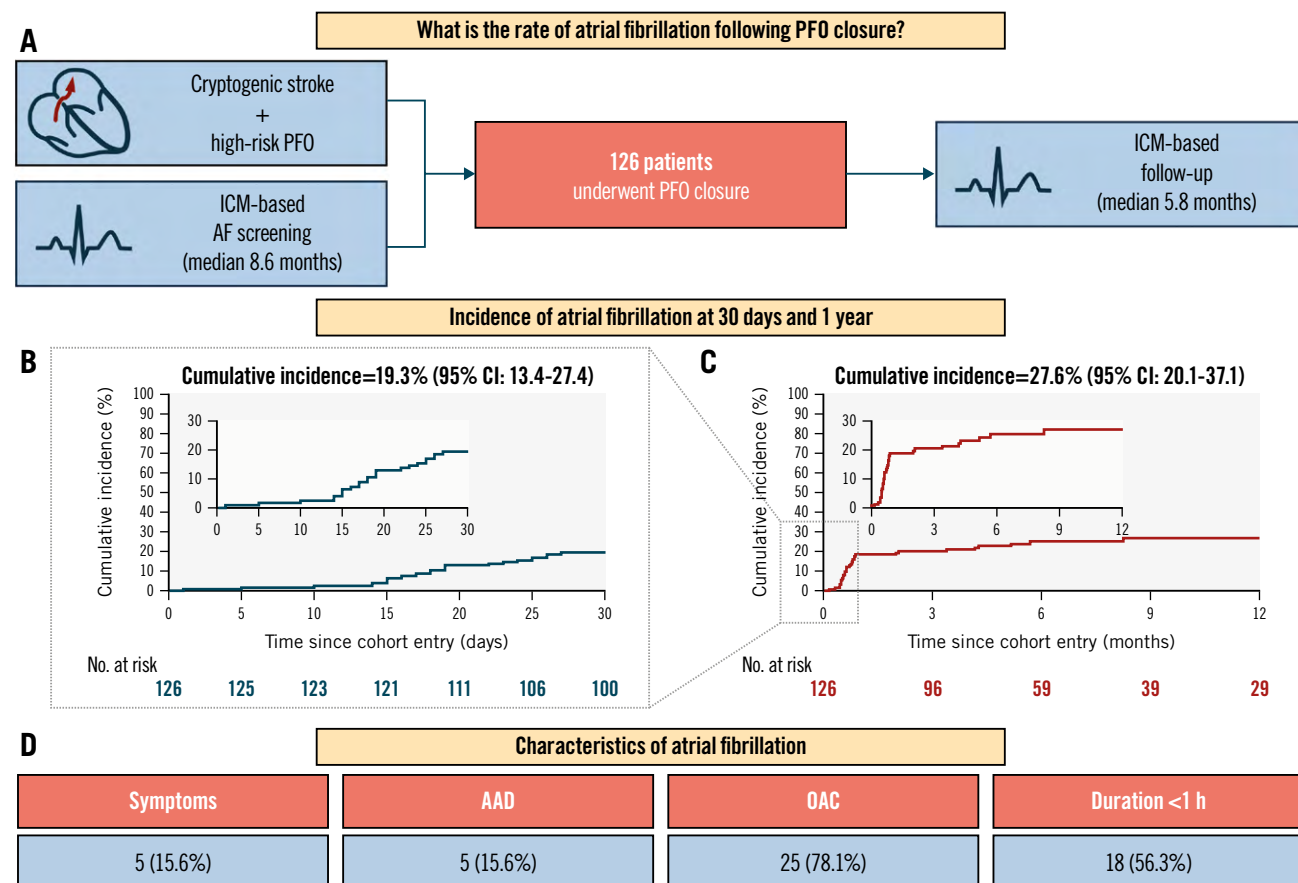 A
What is the rate of atrial fibrillation following PFO closure?
Cryptogenic stroke
+
high-risk PFO
ICM-based
AF screening
(median 8.6 months)
126 patients
underwent PFO closure
ICM-based
follow-up
(median 5.8 months)
Incidence of atrial fibrillation at 30 days and 1 year
B
Cumulative incidence=19.3% (95% CI: 13.4-27.4)
Cumulative incidence (%)
100
90
80
70
60
50
40
30
20
10
0
30
20
10
0
0 5 10 15 20 25 30
0 5 10 15 20 25 30
Time since cohort entry (days)
No. at risk
126 125 123 121 111 106 100
C
Cumulative incidence=27.6% (95% CI: 20.1-37.1)
Cumulative incidence (%)
100
90
80
70
60
50
40
30
20
10
0
30
20
10
0
0 3 6 9 12
0 3 6 9 12
Time since cohort entry (months)
No. at risk
126 96 59 39 29
D
Characteristics of atrial fibrillation
Symptoms AAD OAC Duration <1 h
5 (15.6%) 5 (15.6%) 25 (78.1%) 18 (56.3%)